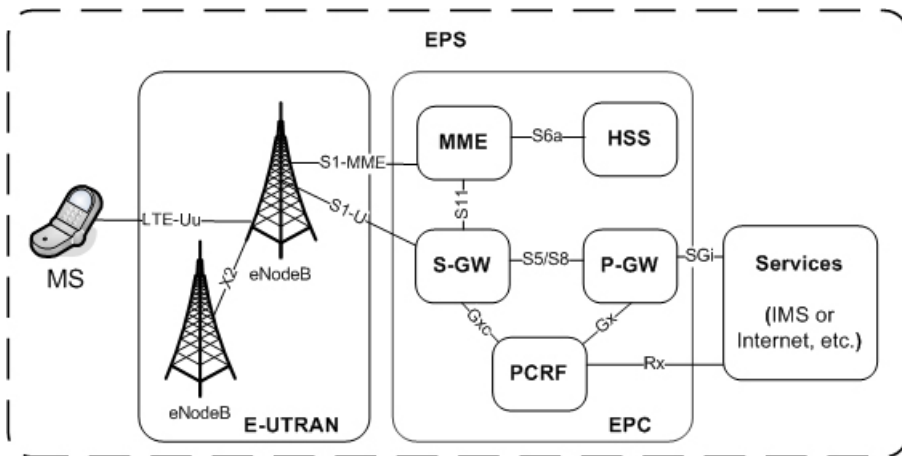 EPS
MME
S6a
HSS
S1-MME
S11
S1-U
LTE-Uu
MS
X2
eNodeB
eNodeB
E-UTRAN
S-GW
S5/S8
P-GW
SGi
Services
(IMS or
Internet, etc.)
Gxc
Gx
PCRF
Rx
EPC